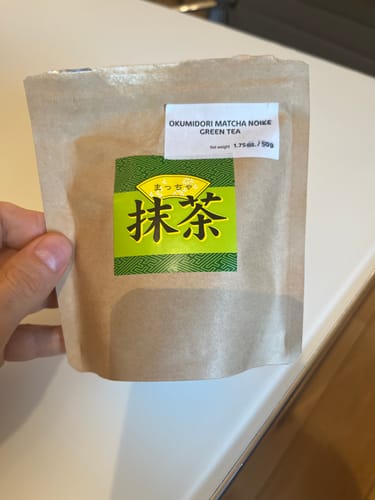 OKUMIDORI MATCHA NOIKE
GREEN TEA
Net weight 1.75 oz. / 50g
まっちゃ
抹茶